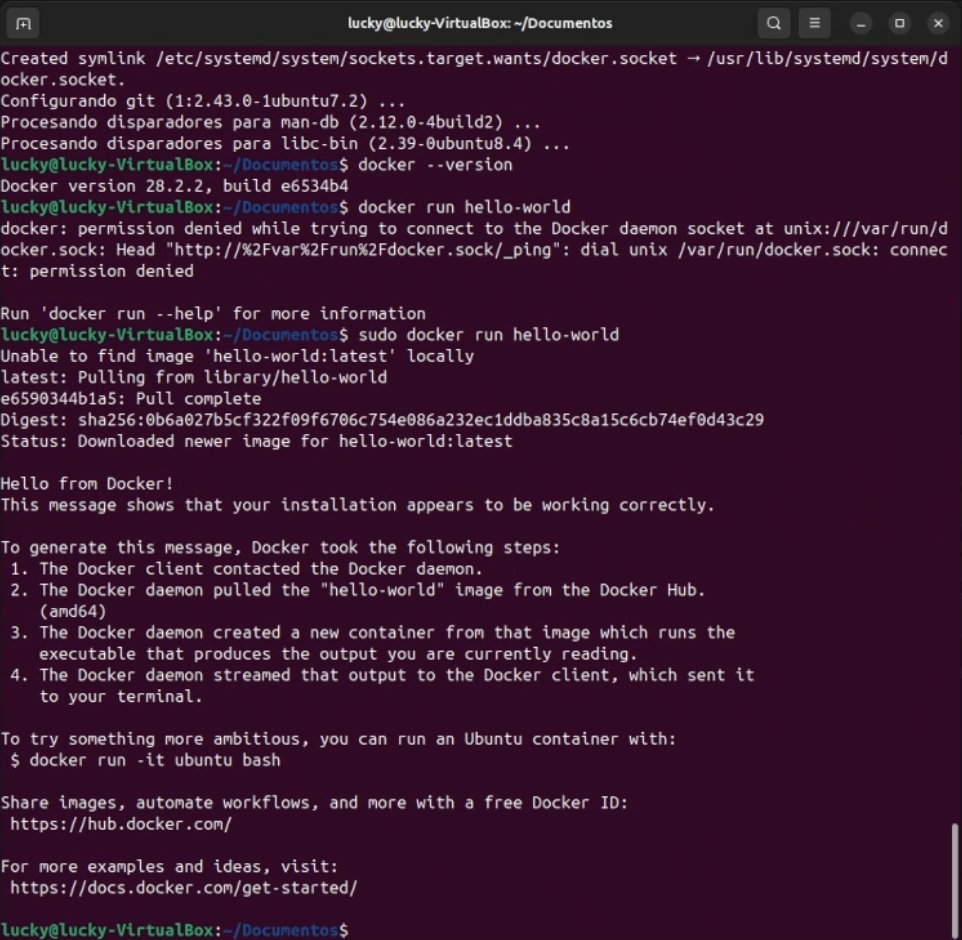 lucky@lucky-VirtualBox: ~/Documentos
Created symlink /etc/systemd/system/sockets.target.wants/docker.socket → /usr/lib/systemd/system/d
ocker.socket.
Configurando git (1:2.43.0-1ubuntu7.2) ...
Procesando disparadores para man-db (2.12.0-4build2) ...
Procesando disparadores para libc-bin (2.39-0ubuntu8.4) ...
lucky@lucky-VirtualBox:~/Documentos$ docker --version
Docker version 28.2.2, build e6534b4
lucky@lucky-VirtualBox:~/Documentos$ docker run hello-world
docker: permission denied while trying to connect to the Docker daemon socket at unix:///var/run/d
ocker.sock: Head "http://%2Fvar%2Frun%2Fdocker.sock/_ping": dial unix /var/run/docker.sock: connec
t: permission denied

Run 'docker run --help' for more information
lucky@lucky-VirtualBox:~/Documentos$ sudo docker run hello-world
Unable to find image 'hello-world:latest' locally
latest: Pulling from library/hello-world
e6590344b1a5: Pull complete
Digest: sha256:0b6a027b5cf322f09f6706c754e086a232ec1ddba835c8a15c6cb74ef0d43c29
Status: Downloaded newer image for hello-world:latest

Hello from Docker!
This message shows that your installation appears to be working correctly.

To generate this message, Docker took the following steps:
 1. The Docker client contacted the Docker daemon.
 2. The Docker daemon pulled the "hello-world" image from the Docker Hub.
    (amd64)
 3. The Docker daemon created a new container from that image which runs the
    executable that produces the output you are currently reading.
 4. The Docker daemon streamed that output to the Docker client, which sent it
    to your terminal.

To try something more ambitious, you can run an Ubuntu container with:
 $ docker run -it ubuntu bash

Share images, automate workflows, and more with a free Docker ID:
 https://hub.docker.com/

For more examples and ideas, visit:
 https://docs.docker.com/get-started/

lucky@lucky-VirtualBox:~/Documentos$